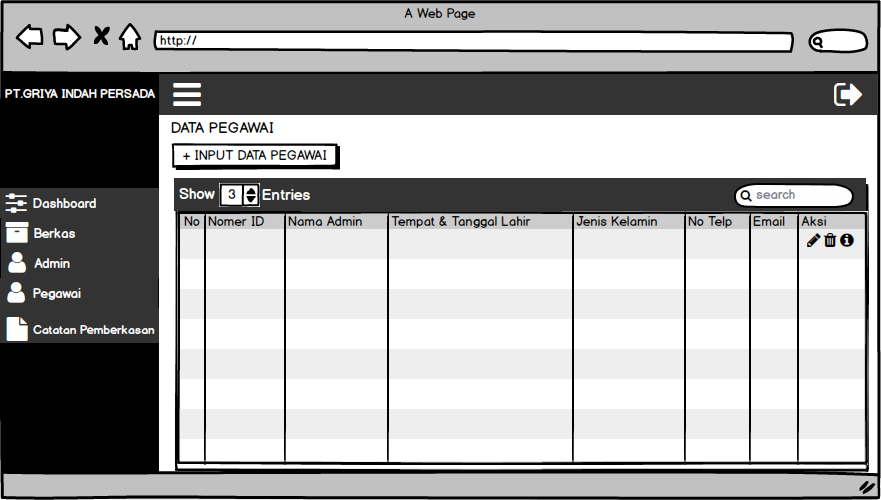 A Web Page
http://
PT.GRIYA INDAH PERSADA
DATA PEGAWAI
+ INPUT DATA PEGAWAI
Show 3 Entries
search
No Nomer ID Nama Admin Tempat & Tanggal Lahir Jenis Kelamin No Telp Email Aksi
Dashboard
Berkas
Admin
Pegawai
Catatan Pemberkasan